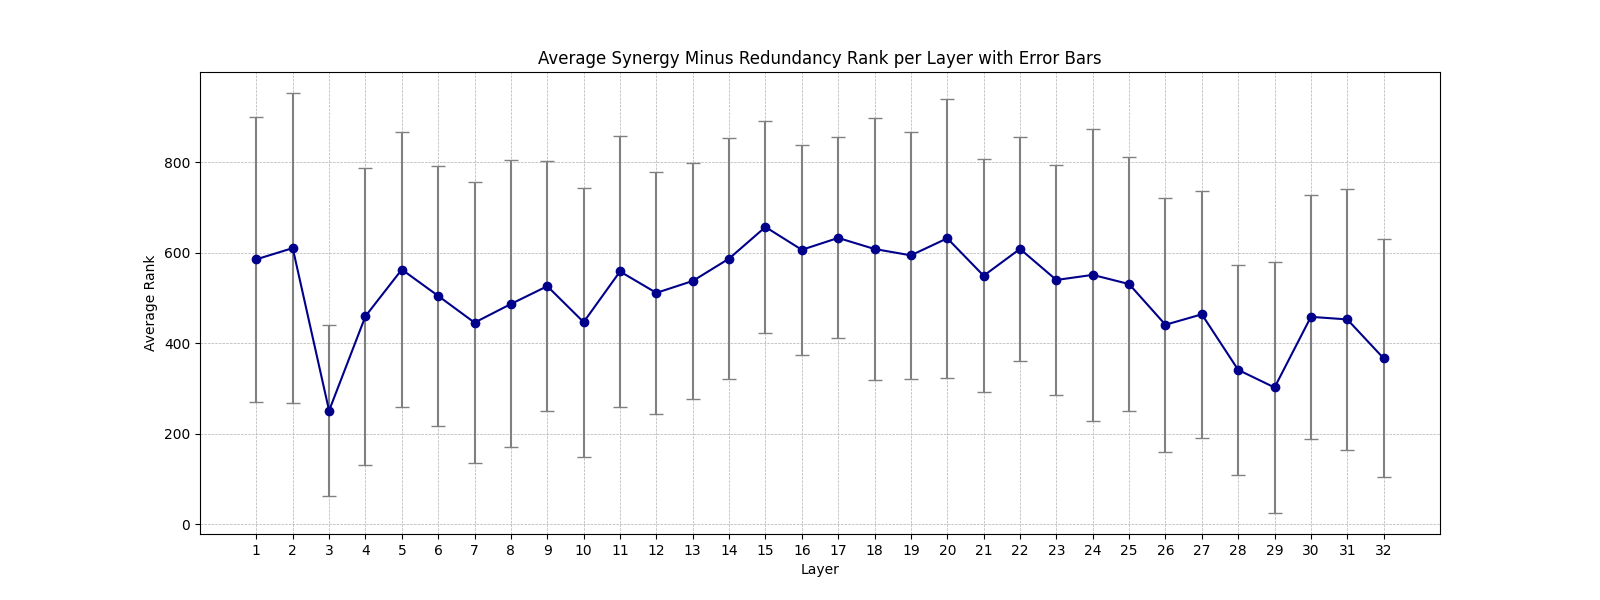 Average Synergy Minus Redundancy Rank per Layer with Error Bars
800
600
400
200
0
Average Rank
1 2 3 4 5 6 7 8 9 10 11 12 13 14 15 16 17 18 19 20 21 22 23 24 25 26 27 28 29 30 31 32
Layer